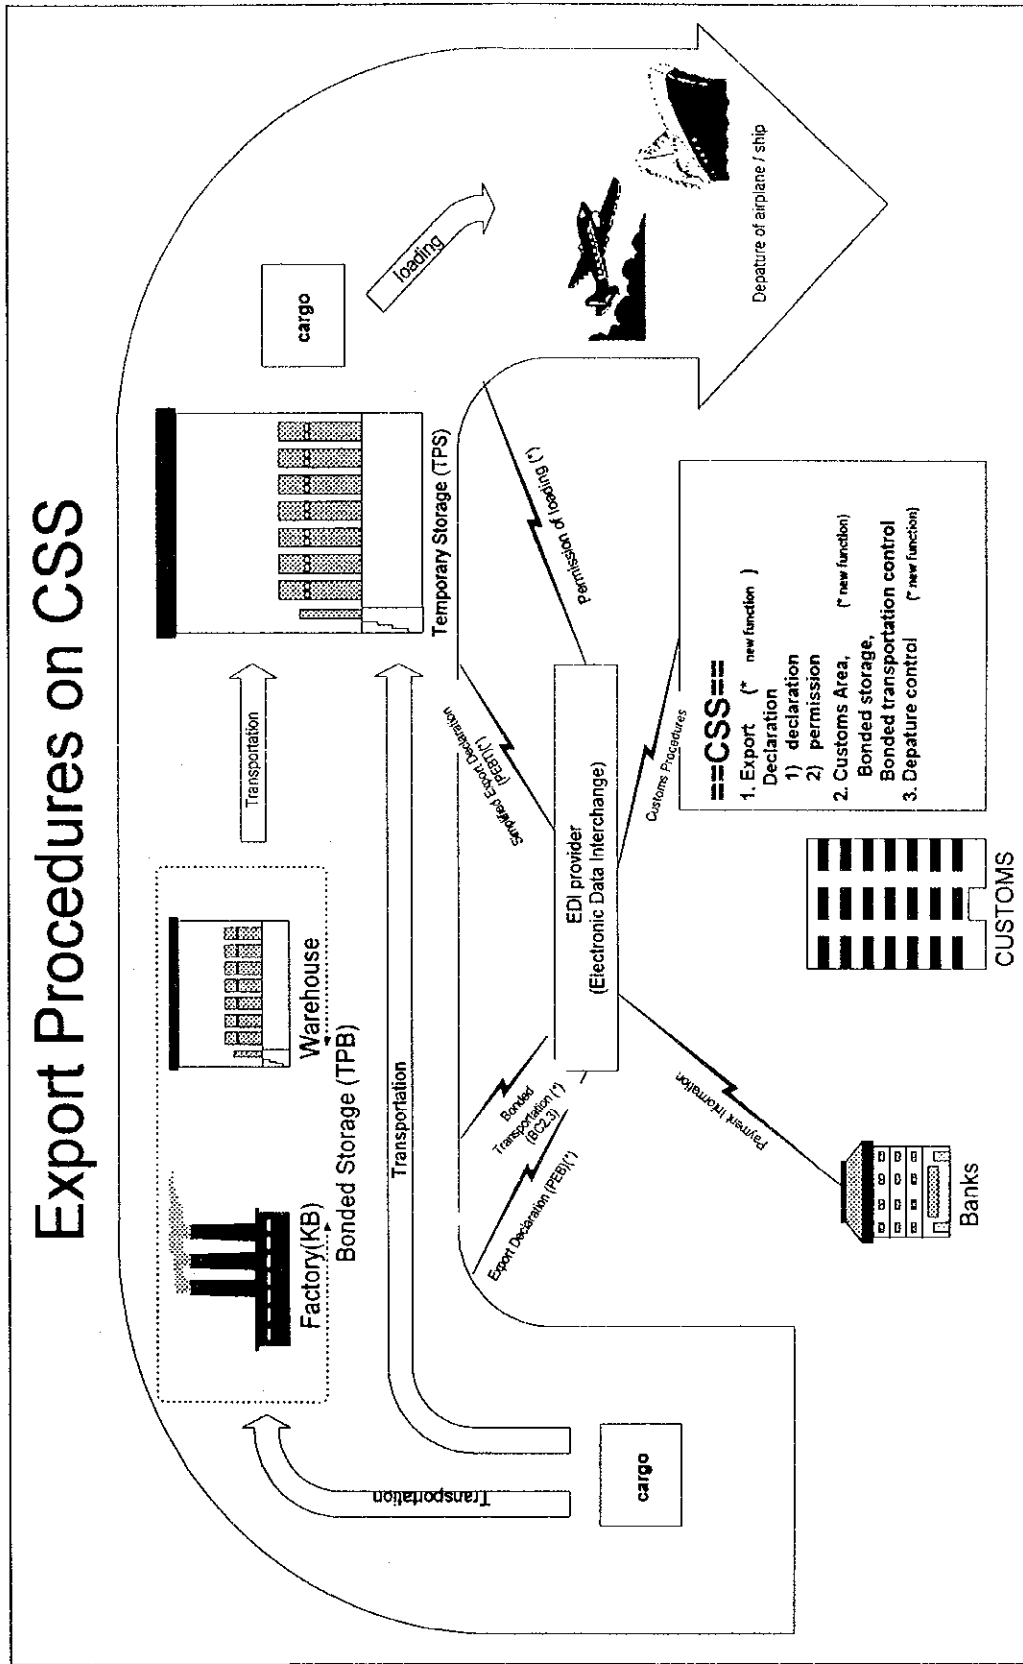 Export Procedures on CSS
Factory(KB)
Warehouse
Bonded Storage (TPB)
Transportation
Temporary Storage (TPS)
cargo
loading
Transportation
Transportation
cargo
Depature of airplane / ship
Export Declaration (PEB)(*)
Bonded
Transportation (*)
(BC2.3)
Simplified Export Declaration
(PEBT)(*)
Permission of loading (*)
EDI provider
(Electronic Data Interchange)
Payment Information
Customs Procedures
Banks
CUSTOMS
==CSS==
1. Export (* new function )
Declaration
1) declaration
2) permission
2. Customs Area, (* new function)
Bonded storage,
Bonded transportation control
3. Depature control (* new function)